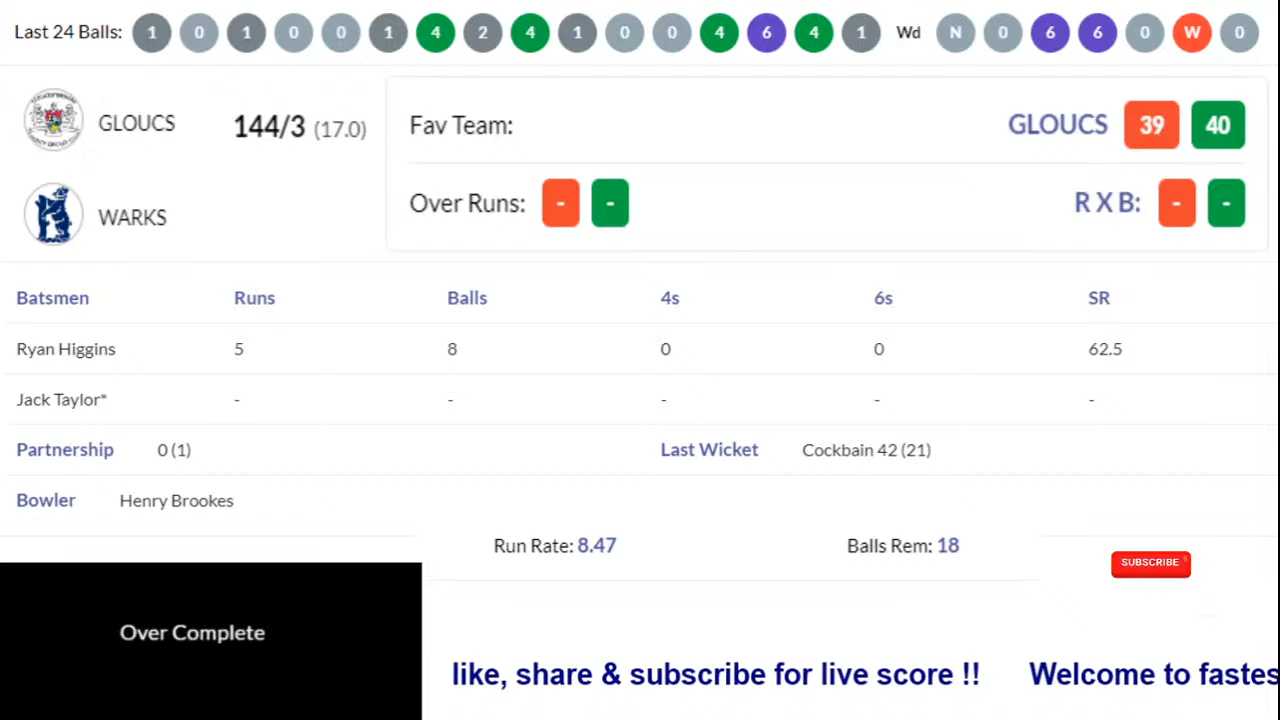 Last 24 Balls: 1 0 1 0 0 1 4 2 4 1 0 0 4 6 4 1 Wd N 0 6 6 0 W 0
GLOUCS 144/3 (17.0)
WARKS
Fav Team: GLOUCS 39 40
Over Runs: - - R X B: - -
Batsmen Runs Balls 4s 6s SR
Ryan Higgins 5 8 0 0 62.5
Jack Taylor* - - - - -
Partnership 0 (1) Last Wicket Cockbain 42 (21)
Bowler Henry Brookes
Run Rate: 8.47 Balls Rem: 18
SUBSCRIBE
Over Complete
like, share & subscribe for live score !! Welcome to fastes